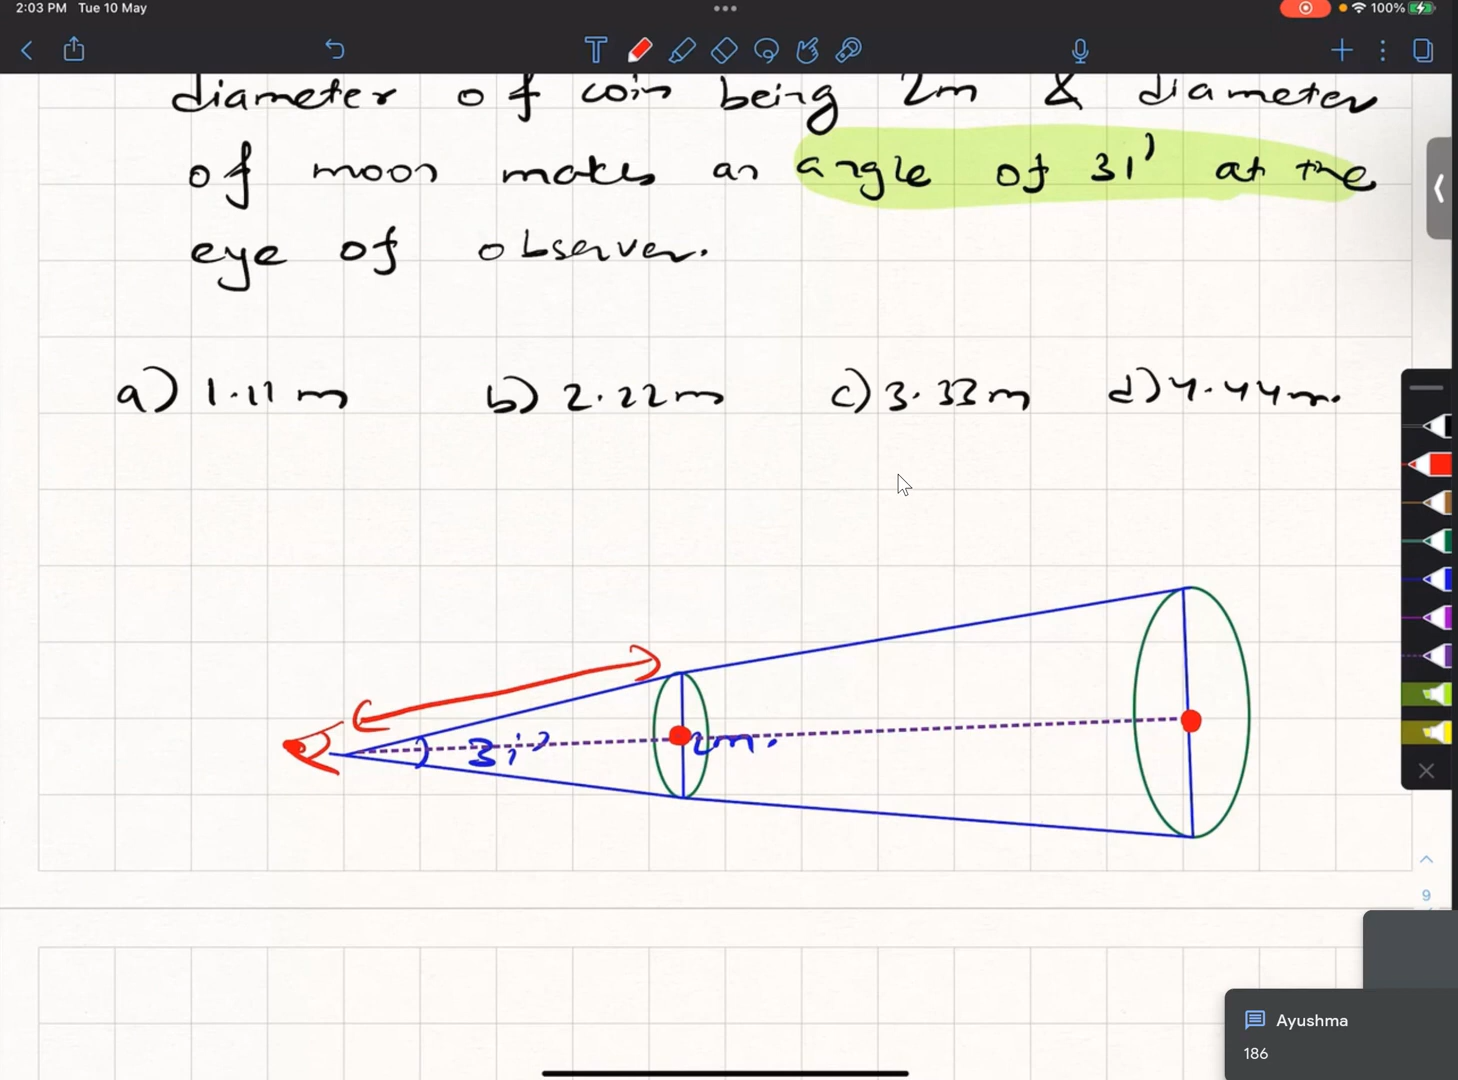 2:03 PM Tue 10 May
100%
diameter of coin being 2m & diameter
of moon makes an angle of 31' at the
eye of observer.
a) 1.11 m b) 2.22m c) 3.33 m d) 4.44m.
31' 2m.
9
Ayushma
186